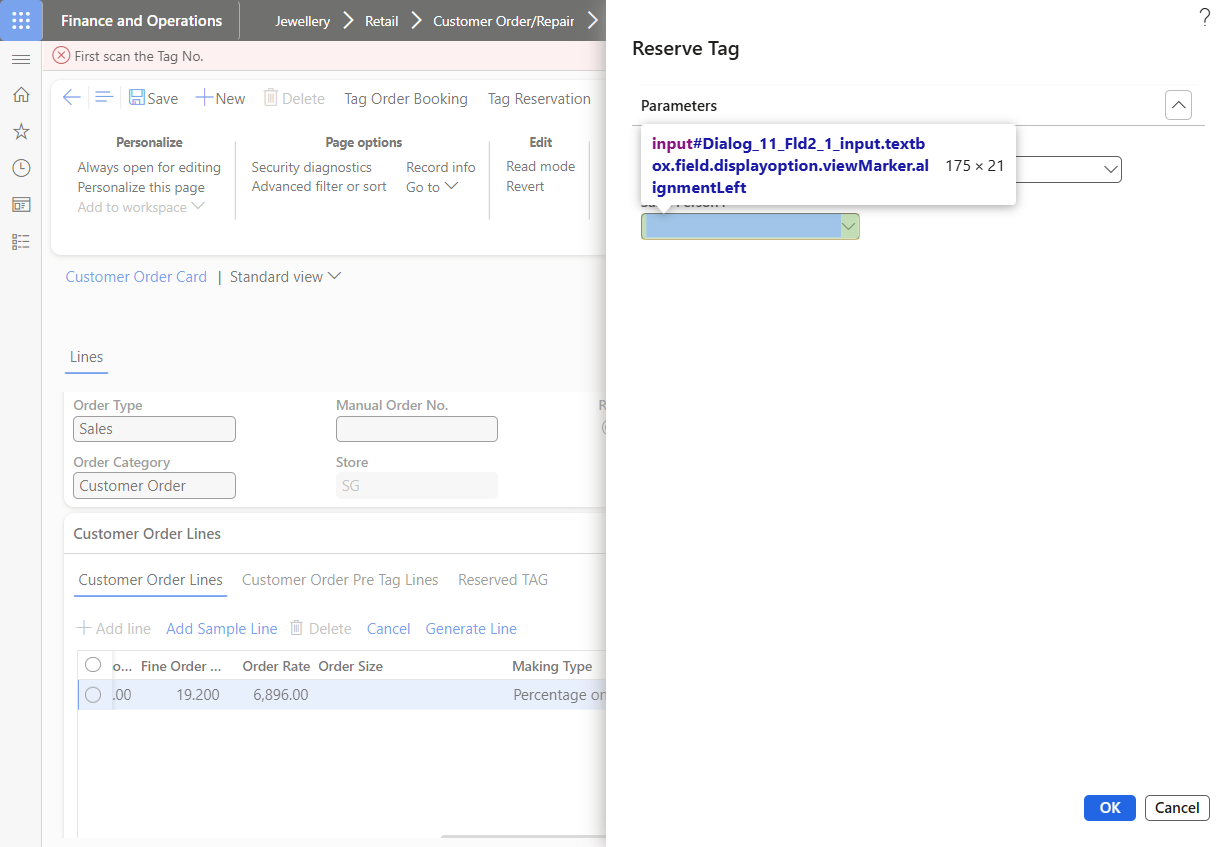 Finance and Operations
Jewellery
Retail
Customer Order/Repair
?
First scan the Tag No.
Save
New
Delete
Tag Order Booking
Tag Reservation
Personalize
Always open for editing
Personalize this page
Add to workspace
Page options
Security diagnostics
Advanced filter or sort
Record info
Go to
Edit
Read mode
Revert
Customer Order Card | Standard view
Lines
Order Type
Sales
Manual Order No.
Order Category
Customer Order
Store
SG
Customer Order Lines
Customer Order Lines
Customer Order Pre Tag Lines
Reserved TAG
Add line
Add Sample Line
Delete
Cancel
Generate Line
o... Fine Order ... Order Rate Order Size Making Type
.00 19.200 6,896.00 Percentage on
Reserve Tag
Parameters
input#Dialog_11_Fld2_1_input.textb
ox.field.displayoption.viewMarker.al
ignmentLeft
175 × 21
OK
Cancel